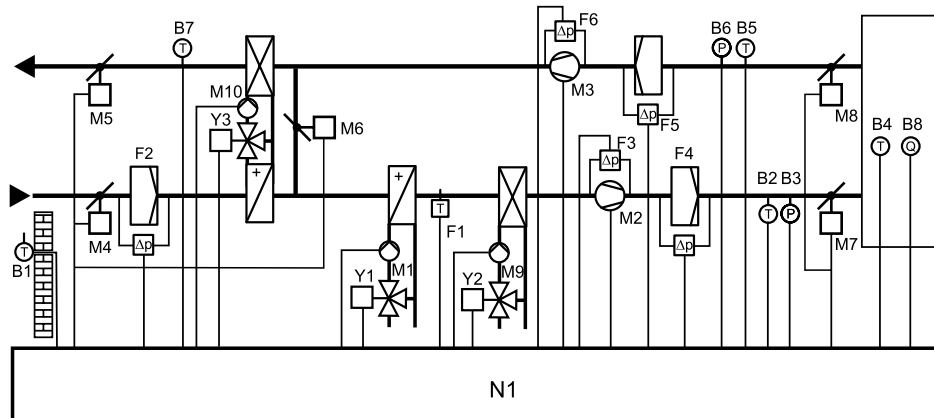 F6
B7
B6 B5
T
Δp
P T
M10
M3
M5
M8
Y3
M6
Δp
F5
B4 B8
F3
T Q
F2
Δp
F4
+
+
B2 B3
T
T P
M4
F1
M2
M7
B1
T
Δp
Δp
Y1
M1
Y2
M9
N1